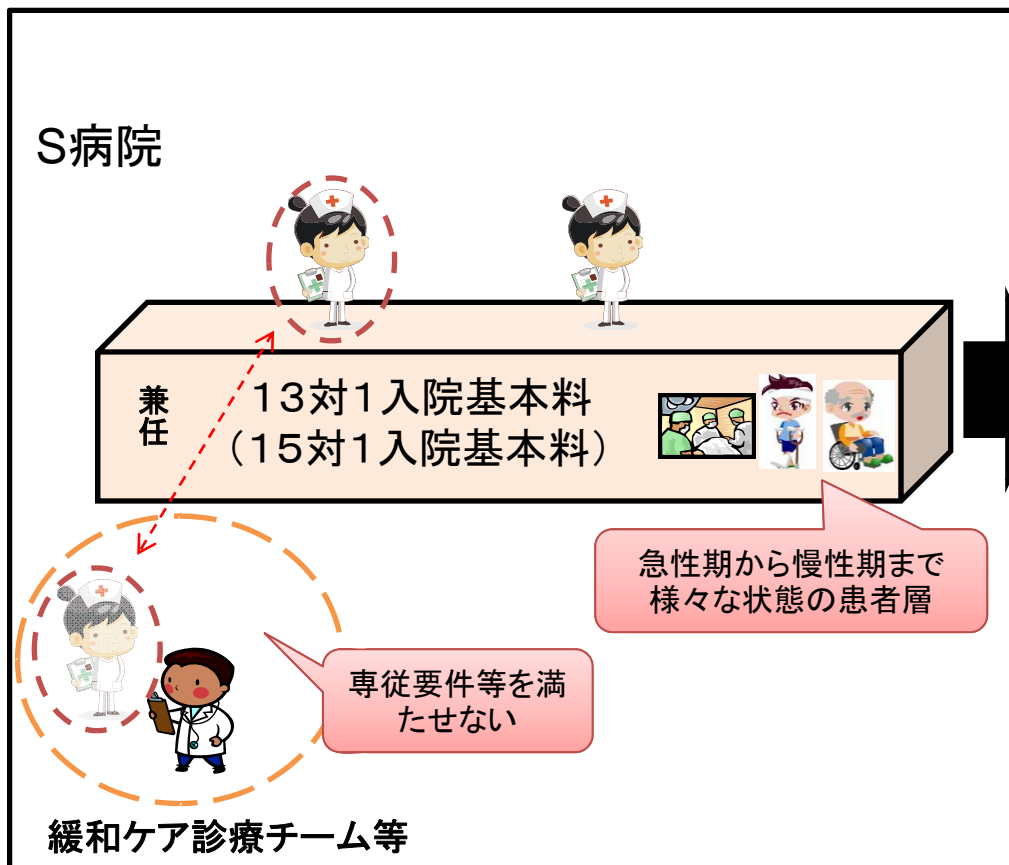 S病院
兼
任
13対1入院基本料
（15対1入院基本料）
急性期から慢性期まで
様々な状態の患者層
専従要件等を満
たせない
緩和ケア診療チーム等